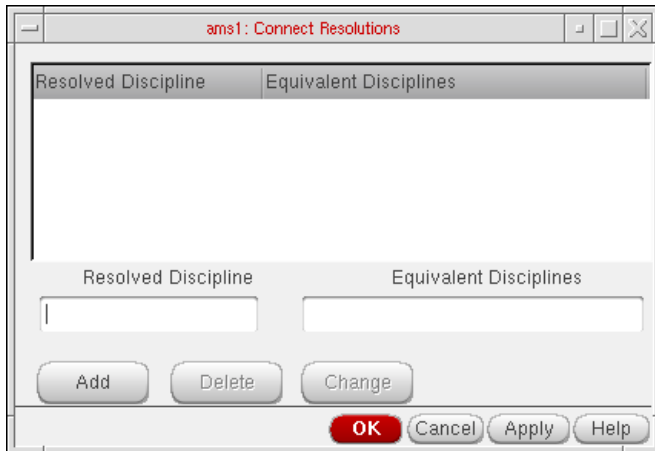 ams1: Connect Resolutions
Resolved Discipline Equivalent Disciplines
Resolved Discipline Equivalent Disciplines
Add Delete Change
OK Cancel Apply Help